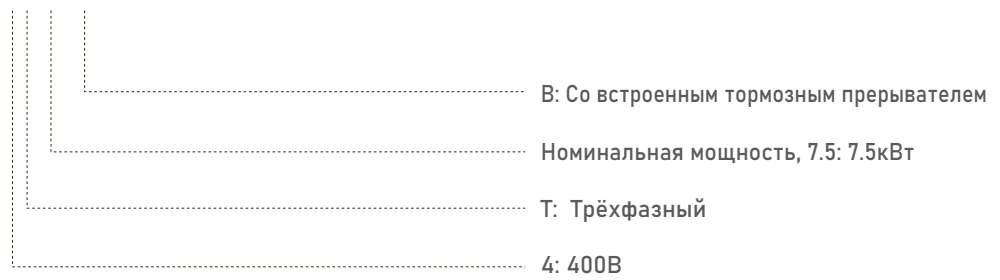 B: Со встроенным тормозным прерывателем
Номинальная мощность, 7.5: 7.5кВт
T: Трёхфазный
4: 400В